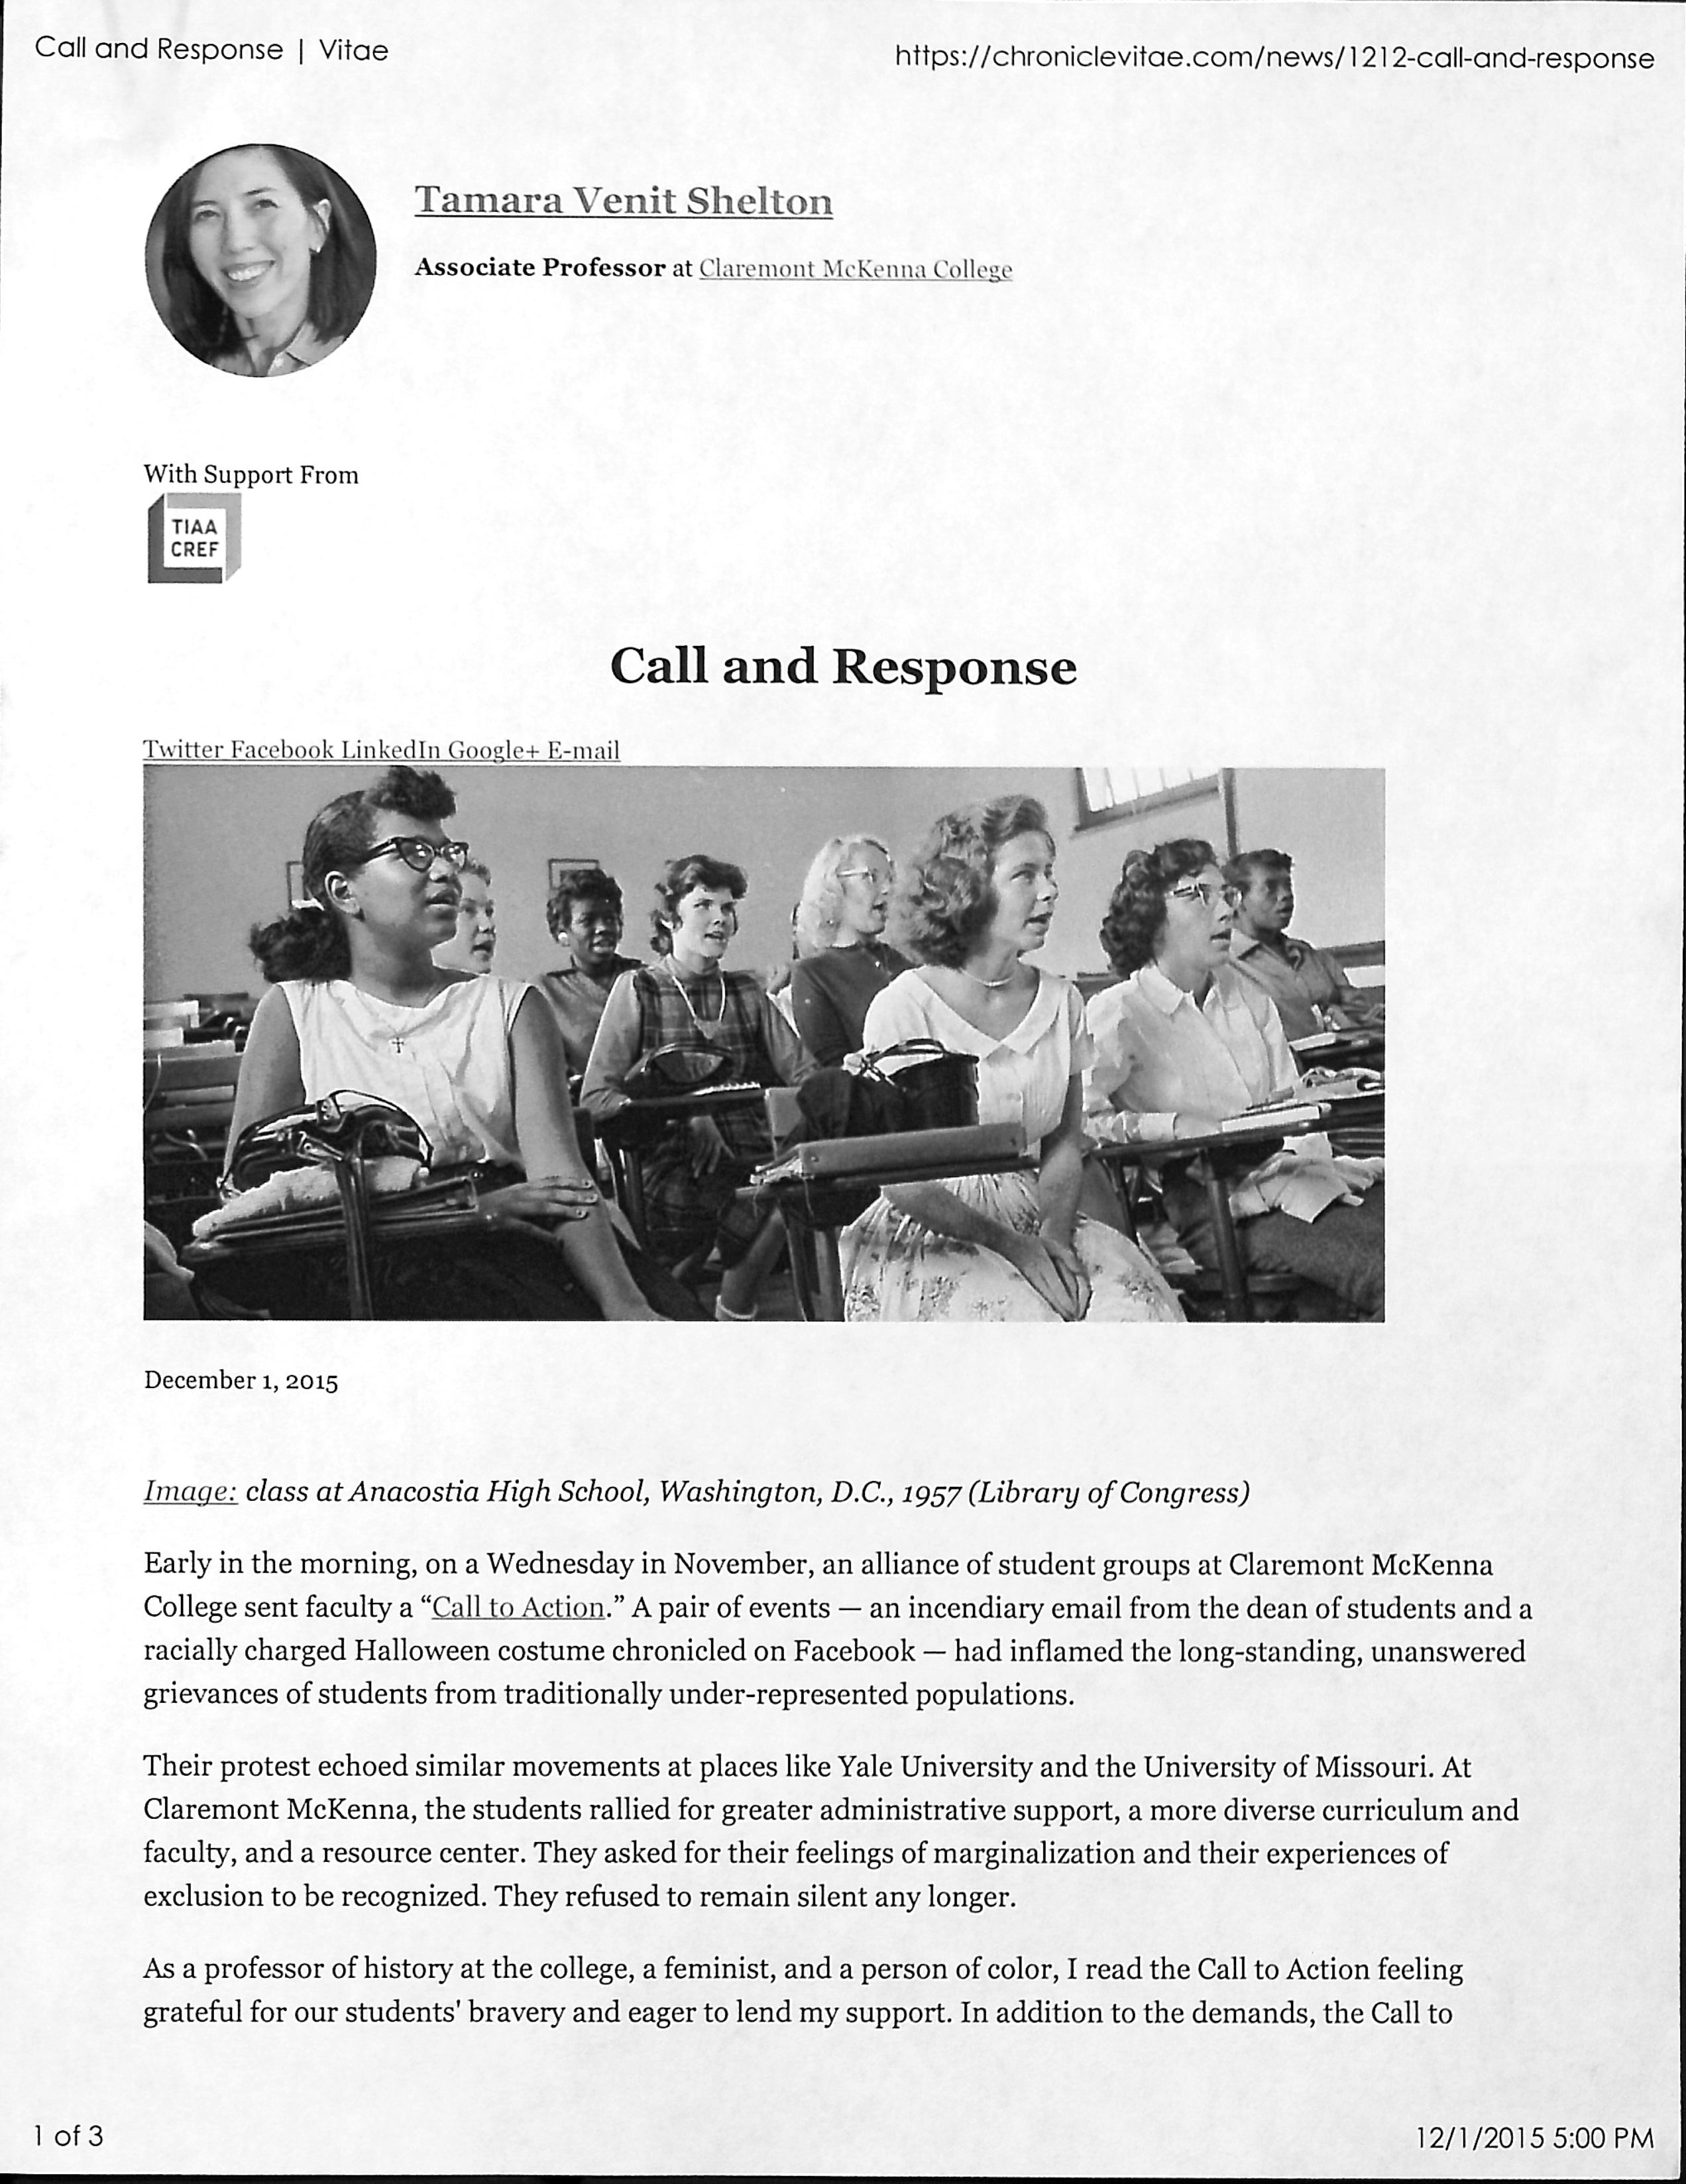 Call and Response | Vitae
https://chroniclevitae.com/news/1212-call-and-response
Tamara Venit Shelton
Associate Professor at Claremont McKenna College
With Support From
TIAA
CREF
Call and Response
Twitter Facebook LinkedIn Google+ E-mail
December 1, 2015
Image: class at Anacostia High School, Washington, D.C., 1957 (Library of Congress)
Early in the morning, on a Wednesday in November, an alliance of student groups at Claremont McKenna
College sent faculty a “Call to Action.” A pair of events — an incendiary email from the dean of students and a
racially charged Halloween costume chronicled on Facebook — had inflamed the long-standing, unanswered
grievances of students from traditionally under-represented populations.
Their protest echoed similar movements at places like Yale University and the University of Missouri. At
Claremont McKenna, the students rallied for greater administrative support, a more diverse curriculum and
faculty, and a resource center. They asked for their feelings of marginalization and their experiences of
exclusion to be recognized. They refused to remain silent any longer.
As a professor of history at the college, a feminist, and a person of color, I read the Call to Action feeling
grateful for our students' bravery and eager to lend my support. In addition to the demands, the Call to
1 of 3
12/1/2015 5:00 PM